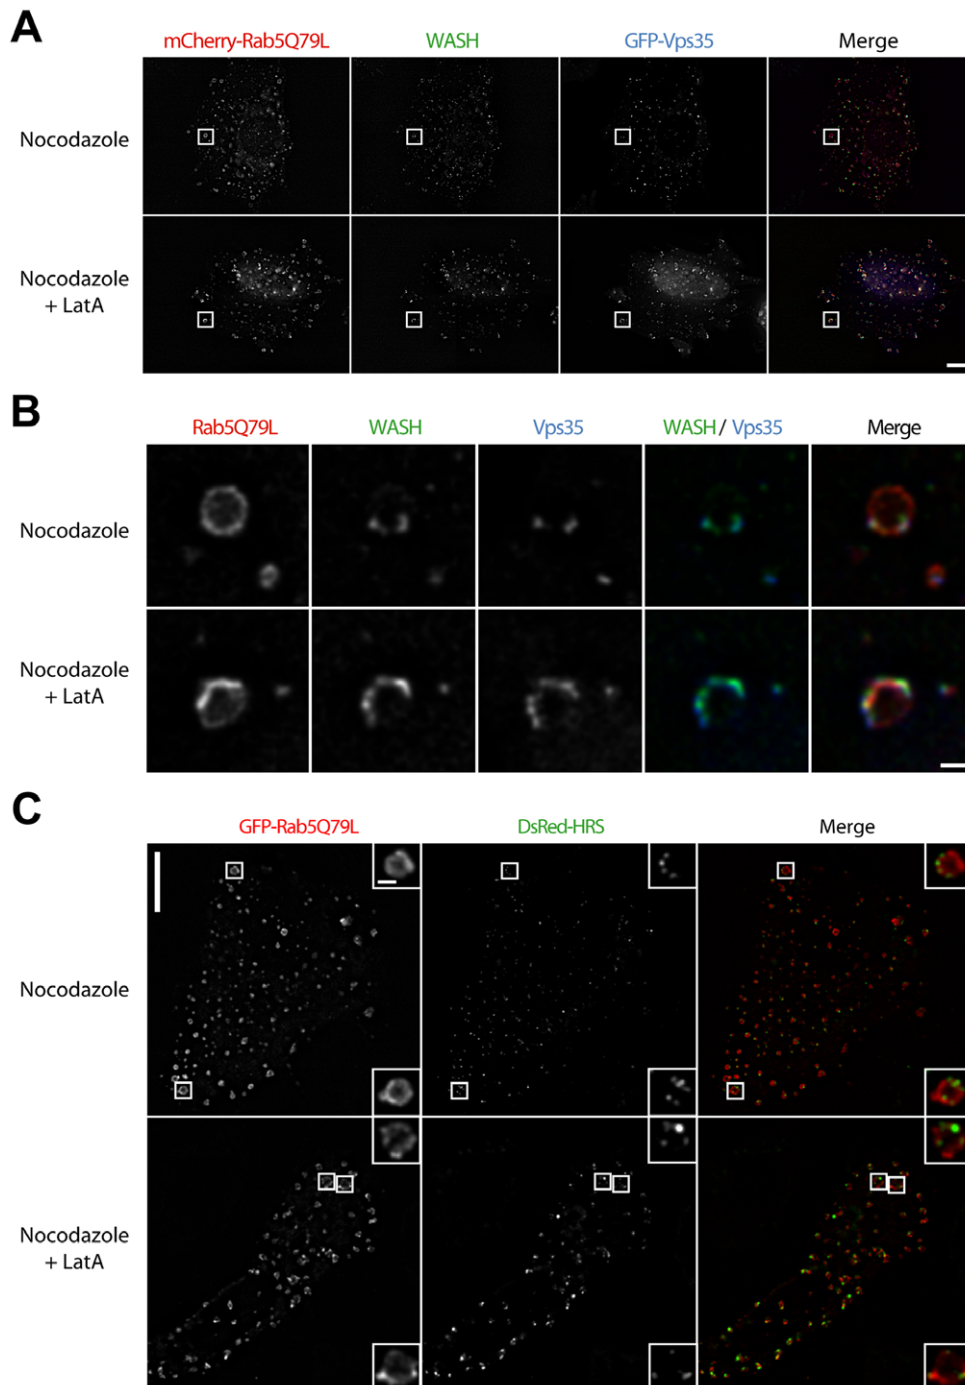 A
mCherry-Rab5Q79L WASH GFP-Vps35 Merge
Nocodazole
Nocodazole
+ LatA
B
Rab5Q79L WASH Vps35 WASH / Vps35 Merge
Nocodazole
Nocodazole
+ LatA
C
GFP-Rab5Q79L DsRed-HRS Merge
Nocodazole
Nocodazole
+ LatA